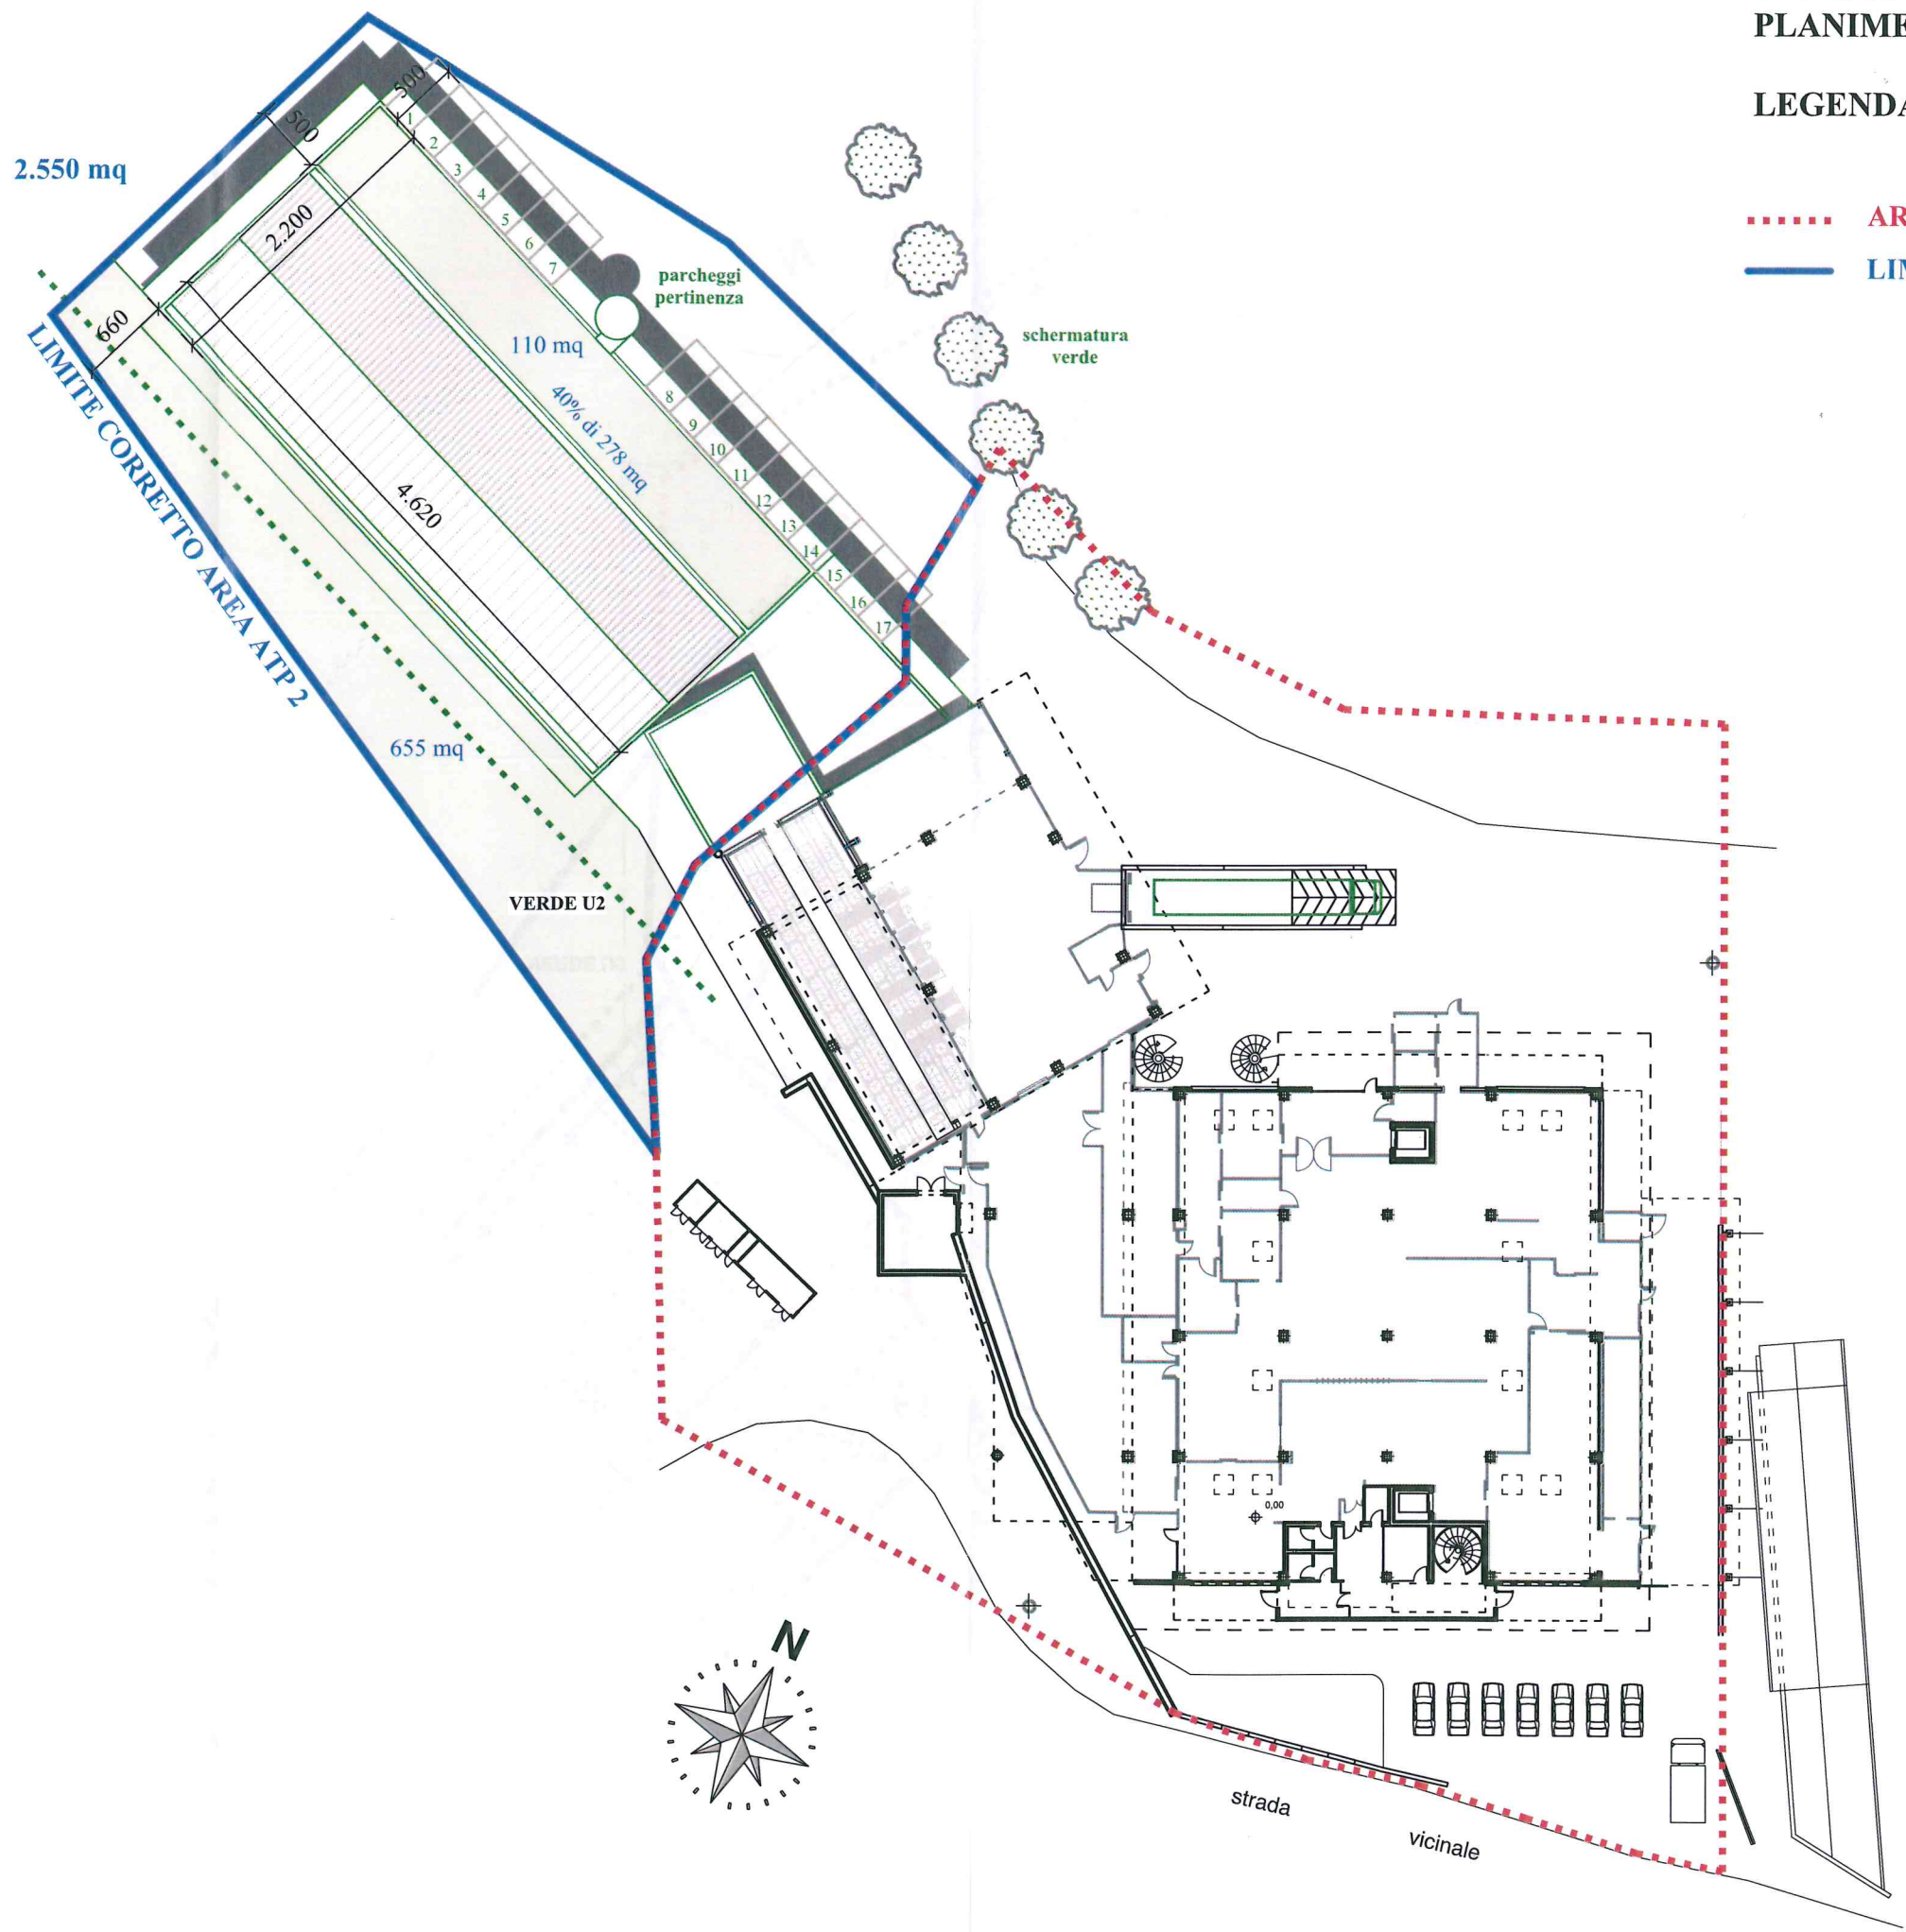 PLANIME
LEGENDA
AR
LIM
2.550 mq
500
500
2.200
660
4.620
1
2
3
4
5
6
7
parcheggi
pertinenza
110 mq
40% di 278 mq
schermatura
verde
8
9
10
11
12
13
14
15
16
17
LIMITE CORRETTO AREA ATP 2
655 mq
VERDE U2
0,00
N
strada
vicinale